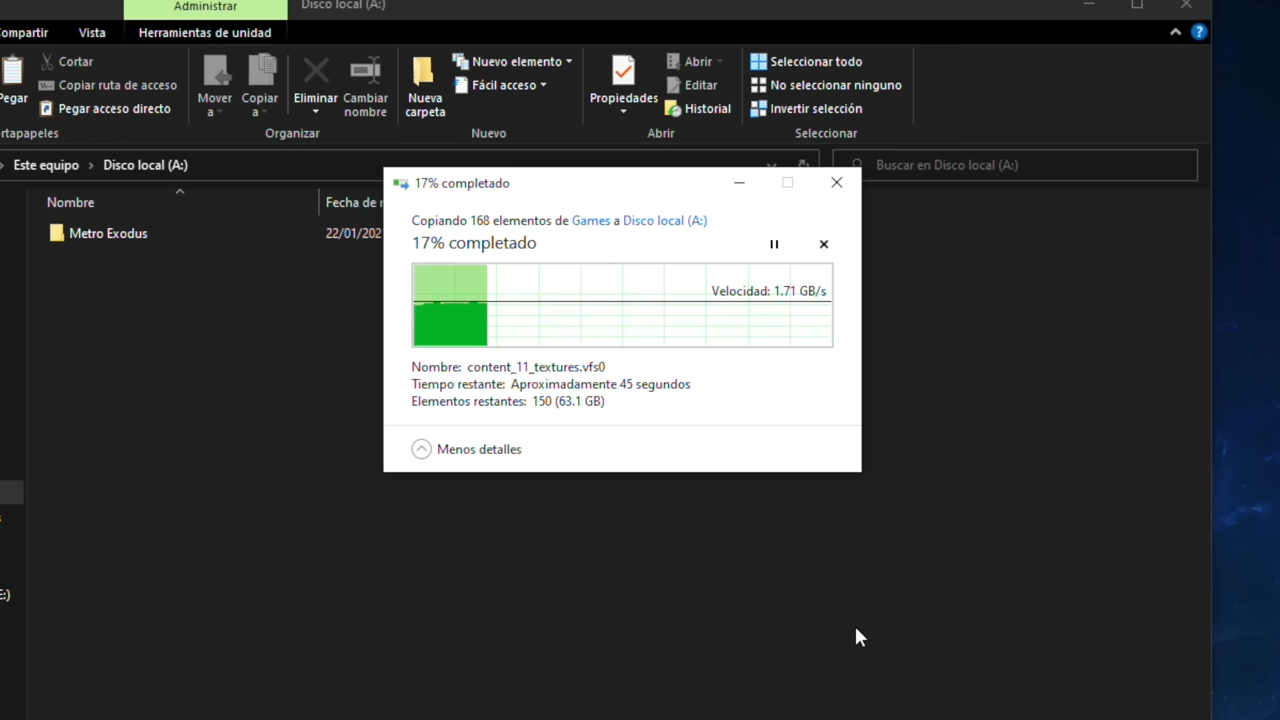 Administrar
Disco local (A:)
ompartir
Vista
Herramientas de unidad
Pegar
Cortar
Copiar ruta de acceso
Pegar acceso directo
rtapapeles
Mover a
Copiar a
Eliminar
Cambiar nombre
Organizar
Nueva carpeta
Nuevo elemento
Fácil acceso
Nuevo
Propiedades
Abrir
Editar
Historial
Abrir
Seleccionar todo
No seleccionar ninguno
Invertir selección
Seleccionar
Este equipo > Disco local (A:)
Buscar en Disco local (A:)
Nombre
Fecha de
Metro Exodus
22/01/202
17% completado
Copiando 168 elementos de Games a Disco local (A:)
17% completado
Velocidad: 1.71 GB/s
Nombre: content_11_textures.vfs0
Tiempo restante: Aproximadamente 45 segundos
Elementos restantes: 150 (63.1 GB)
Menos detalles
E:)